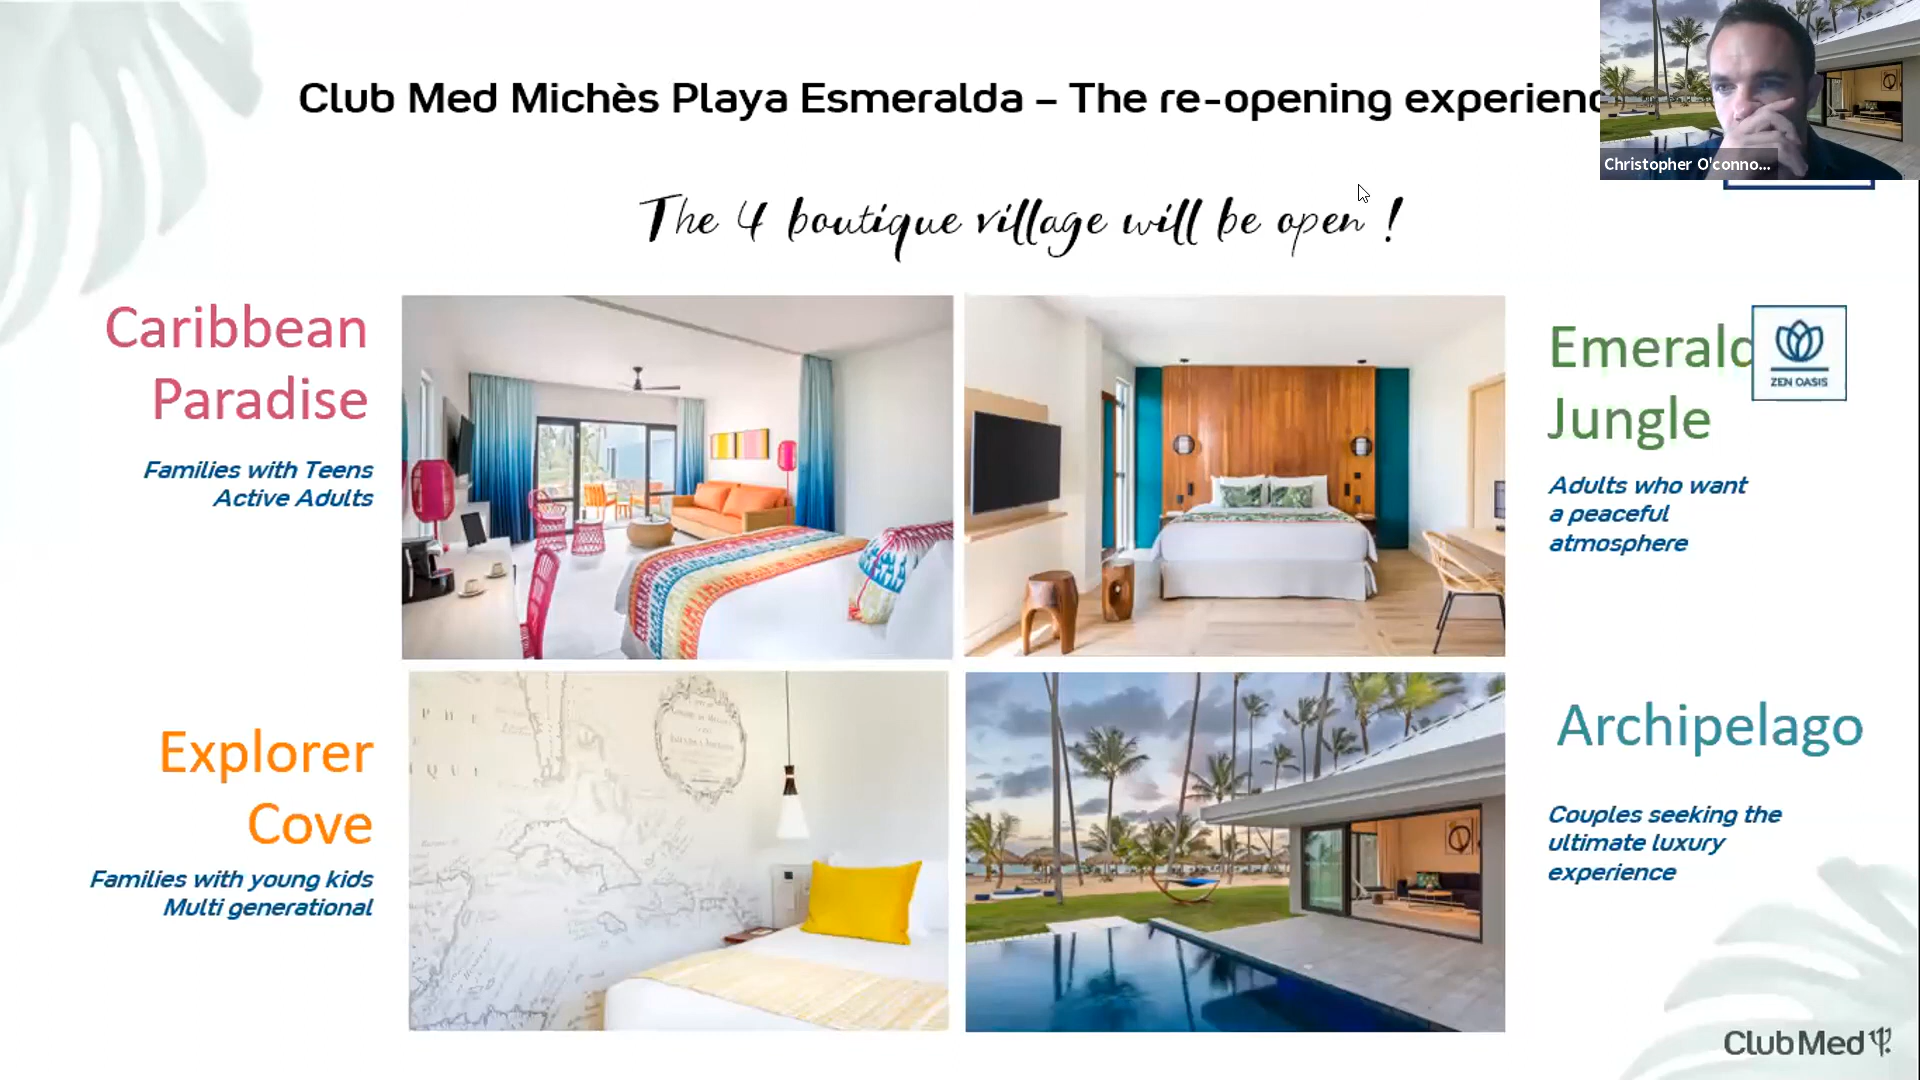 Club Med Michès Playa Esmeralda – The re-opening experienc
Christopher O'conno...
The 4 boutique village will be open !
Caribbean
Paradise
Families with Teens
Active Adults
Emerald
Jungle
ZEN OASIS
Adults who want
a peaceful
atmosphere
Explorer
Cove
Families with young kids
Multi generational
Archipelago
Couples seeking the
ultimate luxury
experience
Club Med